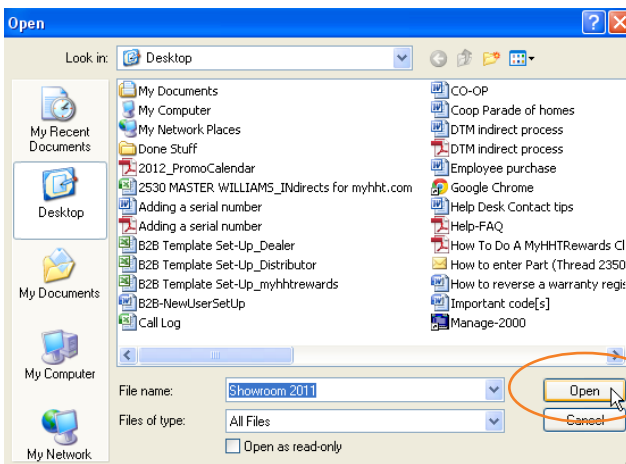 Open
Look in:
Desktop
My Recent
Documents
Desktop
My Documents
My Computer
My Network
My Documents
My Computer
My Network Places
Done Stuff
2012_PromoCalendar
2530 MASTER WILLIAMS_INdirects for myhht.com
Adding a serial number
Adding a serial number
B2B Template Set-Up_Dealer
B2B Template Set-Up_Distributor
B2B Template Set-Up_myhhtrewards
B2B-NewUserSetUp
Call Log
CO-OP
Coop Parade of homes
DTM indirect process
DTM indirect process
Employee purchase
Google Chrome
Help Desk Contact tips
Help-FAQ
How To Do A MyHHTRewards Cl
How to enter Part (Thread 2350
How to reverse a warranty regis
Important code[s]
Manage-2000
File name:
Showroom 2011
Open
Files of type:
All Files
Cancel
Open as read-only